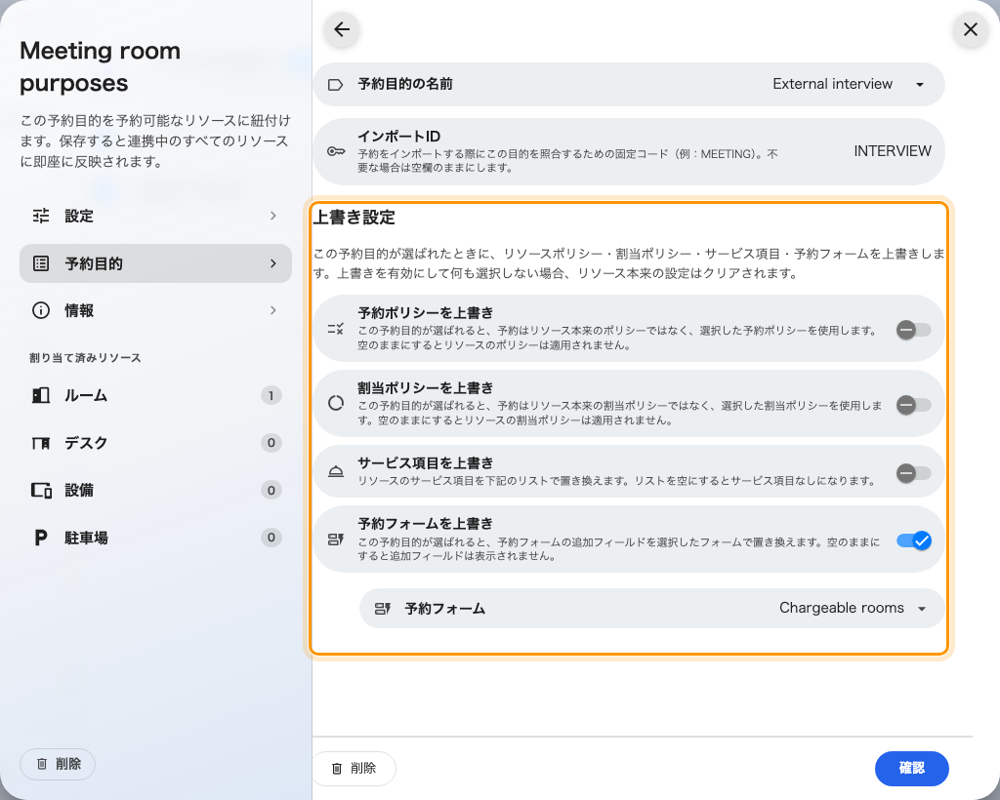 Meeting room
purposes
この予約目的を予約可能なリソースに紐付け
ます。保存すると連携中のすべてのリソース
に即座に反映されます。
設定
予約目的
情報
割り当て済みリソース
ルーム 1
デスク 0
設備 0
駐車場 0
削除
予約目的の名前 External interview
インポートID
予約をインポートする際にこの目的を照合するための固定コード（例：MEETING）。不
要な場合は空欄のままにします。
INTERVIEW
上書き設定
この予約目的が選ばれたときに、リソースポリシー・割当ポリシー・サービス項目・予約フォームを上書きしま
す。上書きを有効にして何も選択しない場合、リソース本来の設定はクリアされます。
予約ポリシーを上書き
この予約目的が選ばれると、予約はリソース本来のポリシーではなく、選択した予約ポリシーを使用します。
空のままにするとリソースのポリシーは適用されません。
割当ポリシーを上書き
この予約目的が選ばれると、予約はリソース本来の割当ポリシーではなく、選択した割当ポリシーを使用しま
す。空のままにするとリソースの割当ポリシーは適用されません。
サービス項目を上書き
リソースのサービス項目を下記のリストで置き換えます。リストを空にするとサービス項目なしになります。
予約フォームを上書き
この予約目的が選ばれると、予約フォームの追加フィールドを選択したフォームで置き換えます。空のままに
すると追加フィールドは表示されません。
予約フォーム Chargeable rooms
削除
確認